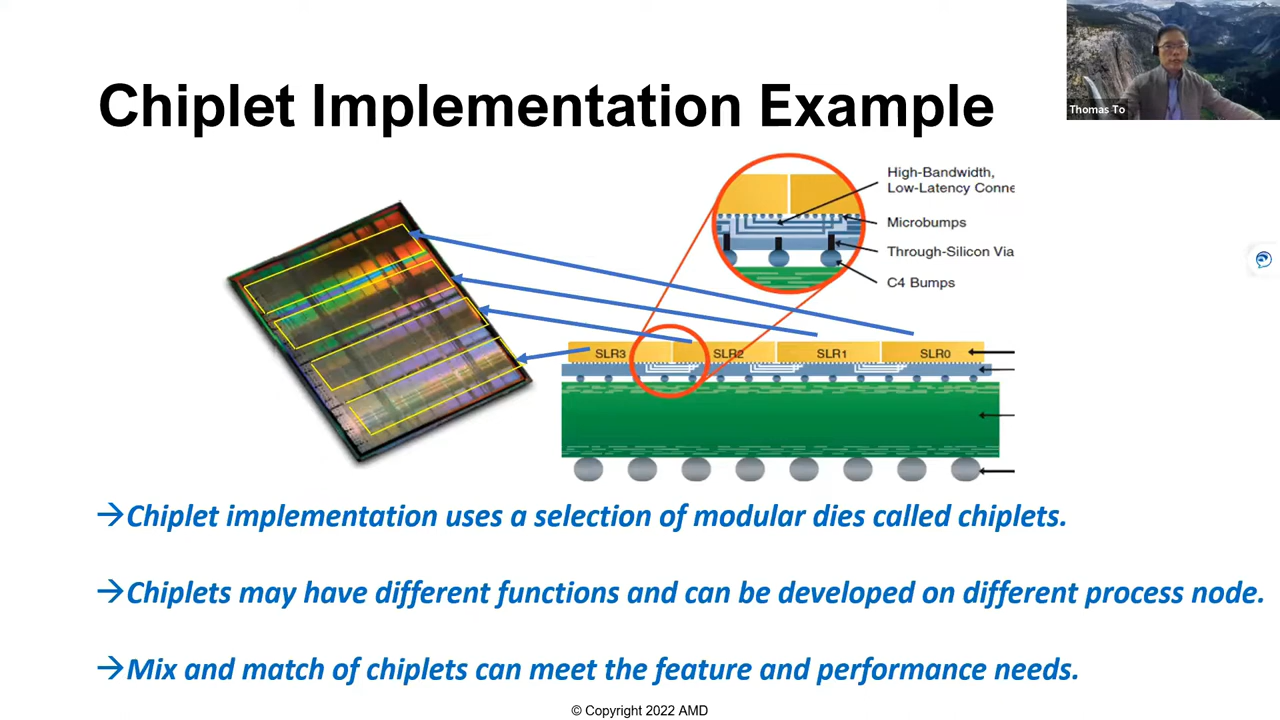 Thomas To
Chiplet Implementation Example
High-Bandwidth,
Low-Latency Conne
Microbumps
Through-Silicon Via
C4 Bumps
SLR3 SLR2 SLR1 SLR0
→Chiplet implementation uses a selection of modular dies called chiplets.
→Chiplets may have different functions and can be developed on different process node.
→Mix and match of chiplets can meet the feature and performance needs.
© Copyright 2022 AMD